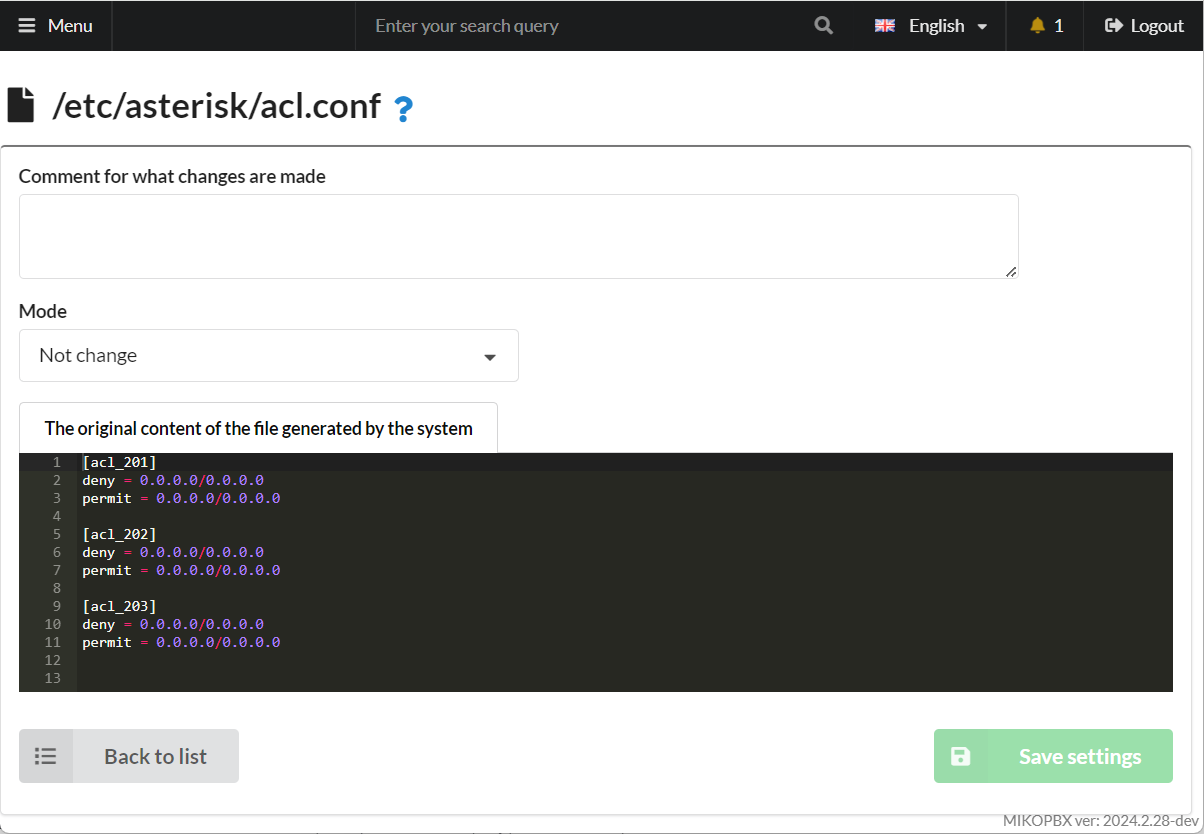 Menu
Enter your search query
English
1
Logout
/etc/asterisk/acl.conf ?
Comment for what changes are made
Mode
Not change
The original content of the file generated by the system
1 [acl_201]
2 deny = 0.0.0.0/0.0.0.0
3 permit = 0.0.0.0/0.0.0.0
4
5 [acl_202]
6 deny = 0.0.0.0/0.0.0.0
7 permit = 0.0.0.0/0.0.0.0
8
9 [acl_203]
10 deny = 0.0.0.0/0.0.0.0
11 permit = 0.0.0.0/0.0.0.0
12
13
Back to list
Save settings
MIKOPBX ver: 2024.2.28-dev